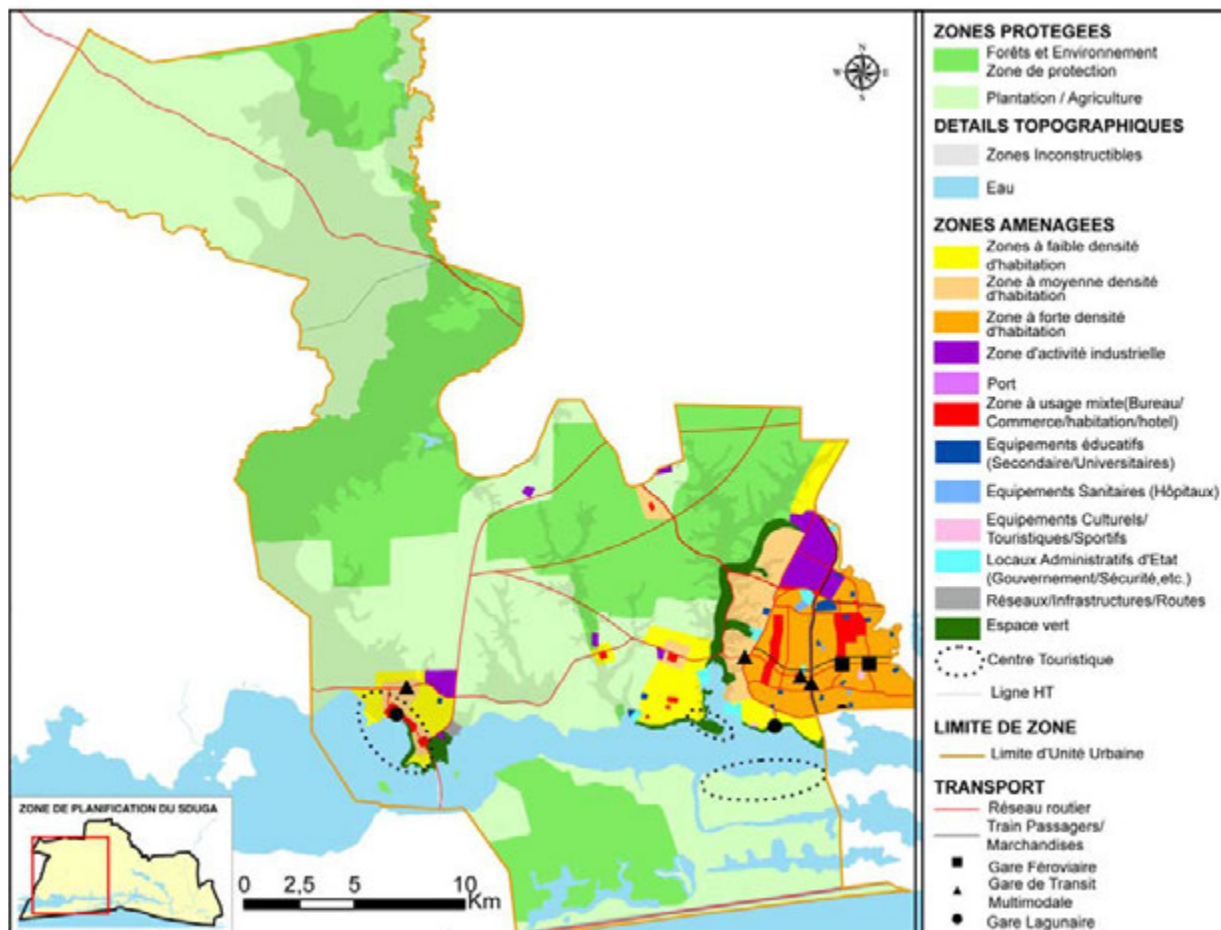 N
W
E
S
ZONE DE PLANIFICATION DU SDUGA
0
2,5
5
10
Km
ZONES PROTEGEES
Forêts et Environnement
Zone de protection
Plantation / Agriculture
DETAILS TOPOGRAPHIQUES
Zones Inconstructibles
Eau
ZONES AMENAGEES
Zones à faible densité
d'habitation
Zone à moyenne densité
d'habitation
Zone à forte densité
d'habitation
Zone d'activité industrielle
Port
Zone à usage mixte(Bureau/
Commerce/habitation/hotel)
Equipements éducatifs
(Secondaire/Universitaires)
Equipements Sanitaires (Hôpitaux)
Equipements Culturels/
Touristiques/Sportifs
Locaux Administratifs d'Etat
(Gouvernement/Sécurité,etc.)
Réseaux/Infrastructures/Routes
Espace vert
Centre Touristique
Ligne HT
LIMITE DE ZONE
Limite d'Unité Urbaine
TRANSPORT
Réseau routier
Train Passagers/
Marchandises
Gare Féroviaire
Gare de Transit
Multimodale
Gare Lagunaire